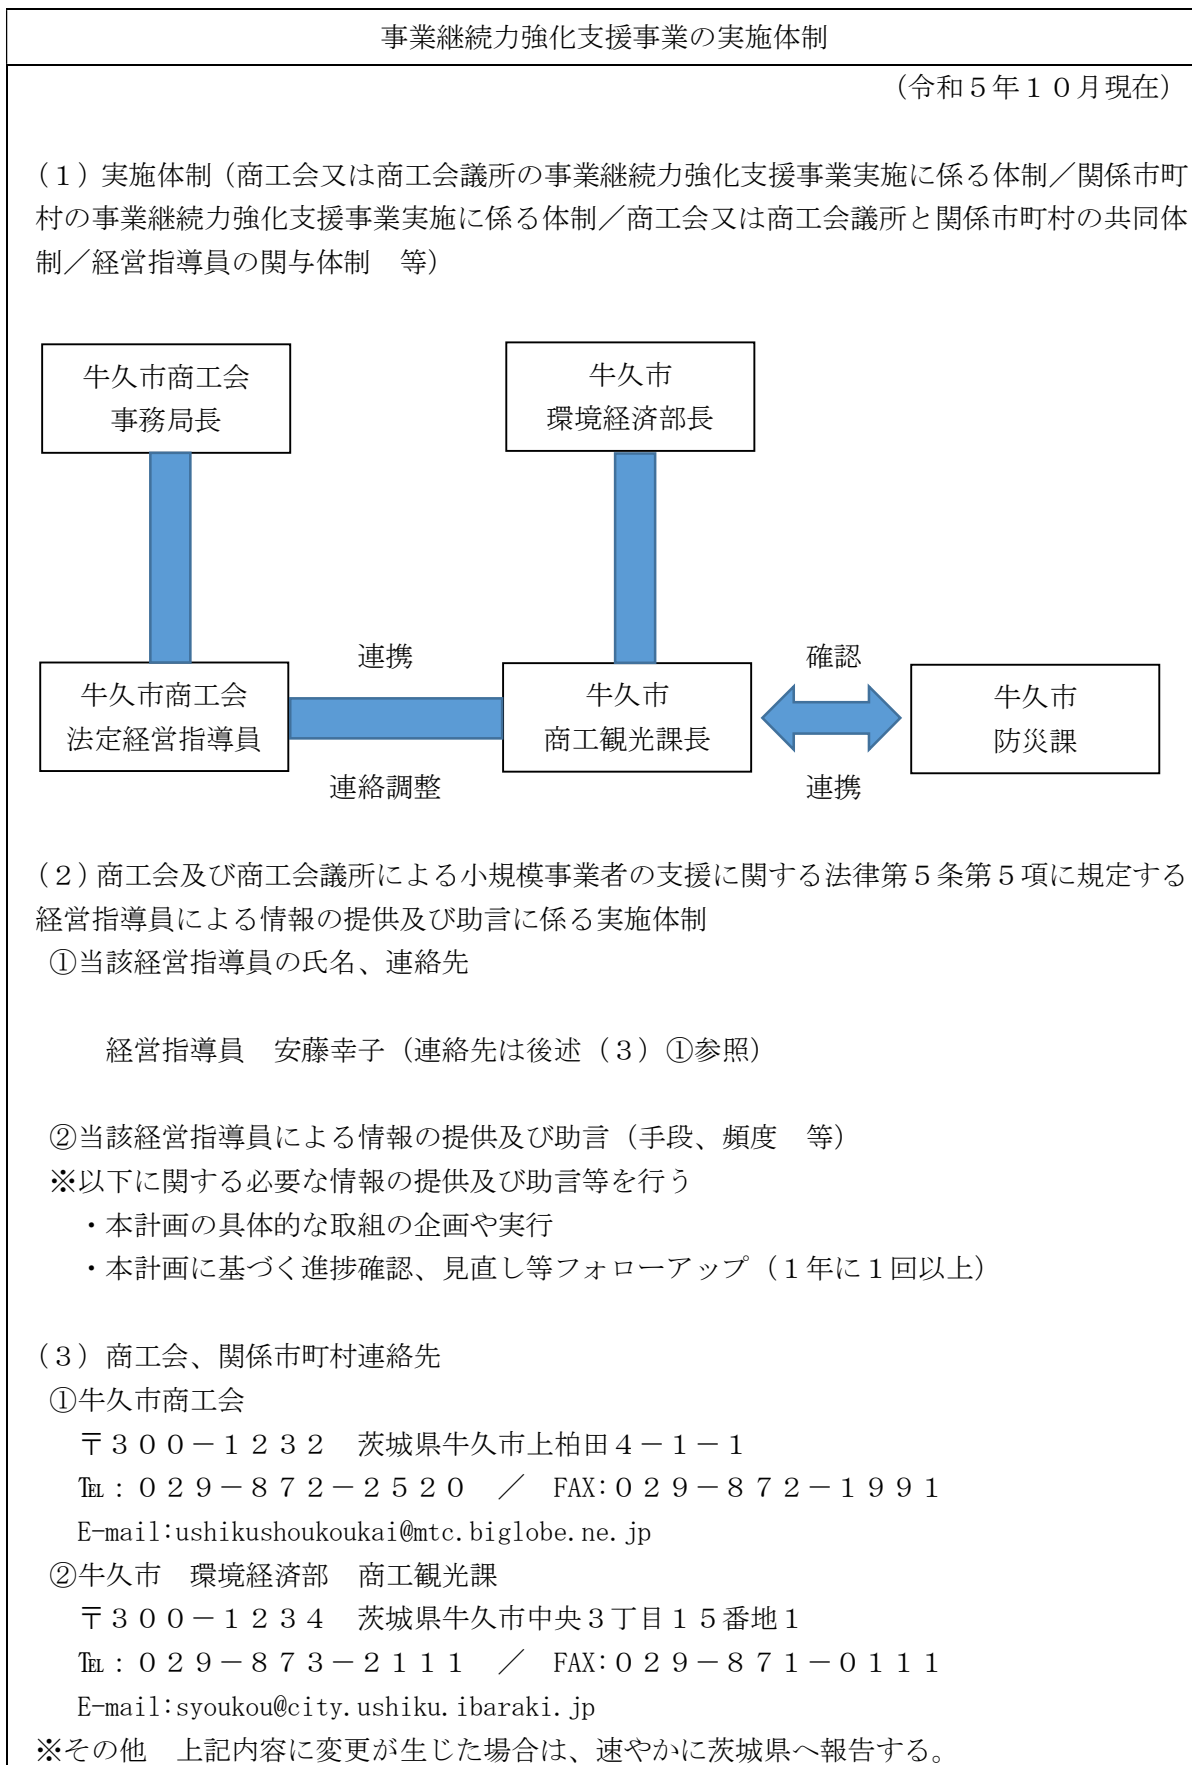 事業継続力強化支援事業の実施体制
（令和５年１０月現在）
（１）実施体制（商工会又は商工会議所の事業継続力強化支援事業実施に係る体制／関係市町
村の事業継続力強化支援事業実施に係る体制／商工会又は商工会議所と関係市町村の共同体
制／経営指導員の関与体制　等）
牛久市商工会
事務局長
牛久市
環境経済部長
連携
確認
牛久市商工会
法定経営指導員
牛久市
商工観光課長
牛久市
防災課
連絡調整
連携
（２）商工会及び商工会議所による小規模事業者の支援に関する法律第５条第５項に規定する
経営指導員による情報の提供及び助言に係る実施体制
①当該経営指導員の氏名、連絡先
経営指導員　安藤幸子（連絡先は後述（３）①参照）
②当該経営指導員による情報の提供及び助言（手段、頻度　等）
※以下に関する必要な情報の提供及び助言等を行う
・本計画の具体的な取組の企画や実行
・本計画に基づく進捗確認、見直し等フォローアップ（１年に１回以上）
（３）商工会、関係市町村連絡先
①牛久市商工会
〒３００－１２３２　茨城県牛久市上柏田４－１－１
℡：０２９－８７２－２５２０　／　FAX:０２９－８７２－１９９１
E-mail:ushikushoukoukai@mtc.biglobe.ne.jp
②牛久市　環境経済部　商工観光課
〒３００－１２３４　茨城県牛久市中央３丁目１５番地１
℡：０２９－８７３－２１１１　／　FAX:０２９－８７１－０１１１
E-mail:syoukou@city.ushiku.ibaraki.jp
※その他　上記内容に変更が生じた場合は、速やかに茨城県へ報告する。